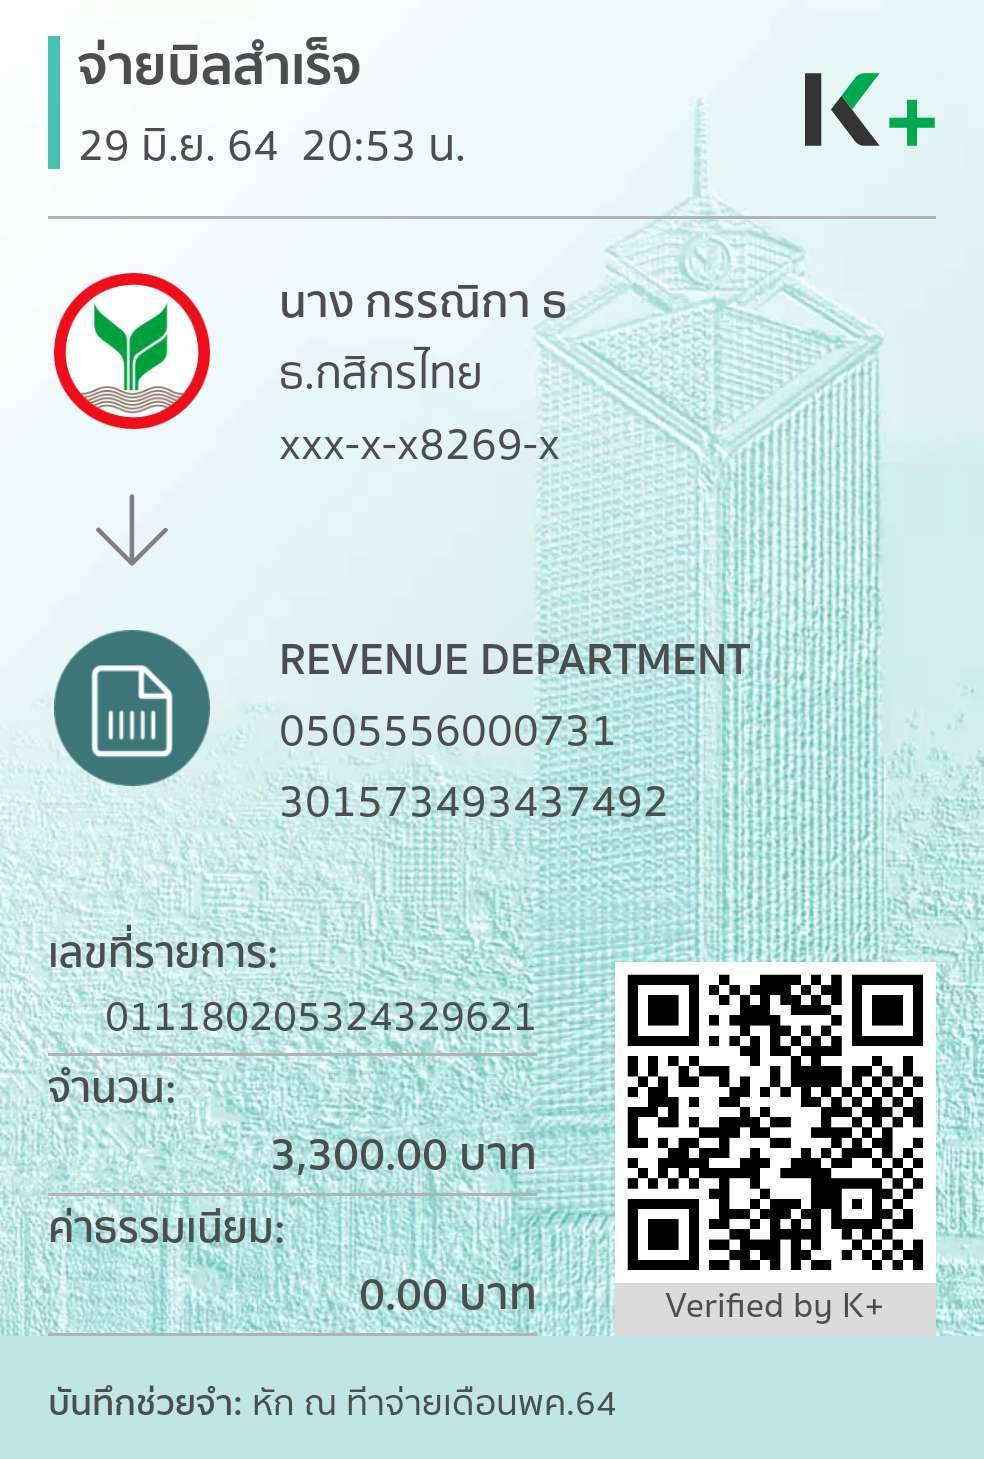 จ่ายบิลสำเร็จ
29 มิ.ย. 64 20:53 น.
K+
นาง กรรณิกา ธ
ธ.กสิกรไทย
xxx-x-x8269-x
REVENUE DEPARTMENT
0505556000731
301573493437492
เลขที่รายการ:
011180205324329621
จำนวน:
3,300.00 บาท
ค่าธรรมเนียม:
0.00 บาท
Verified by K+
บันทึกช่วยจำ: หัก ณ ทีาจ่ายเดือนพค.64